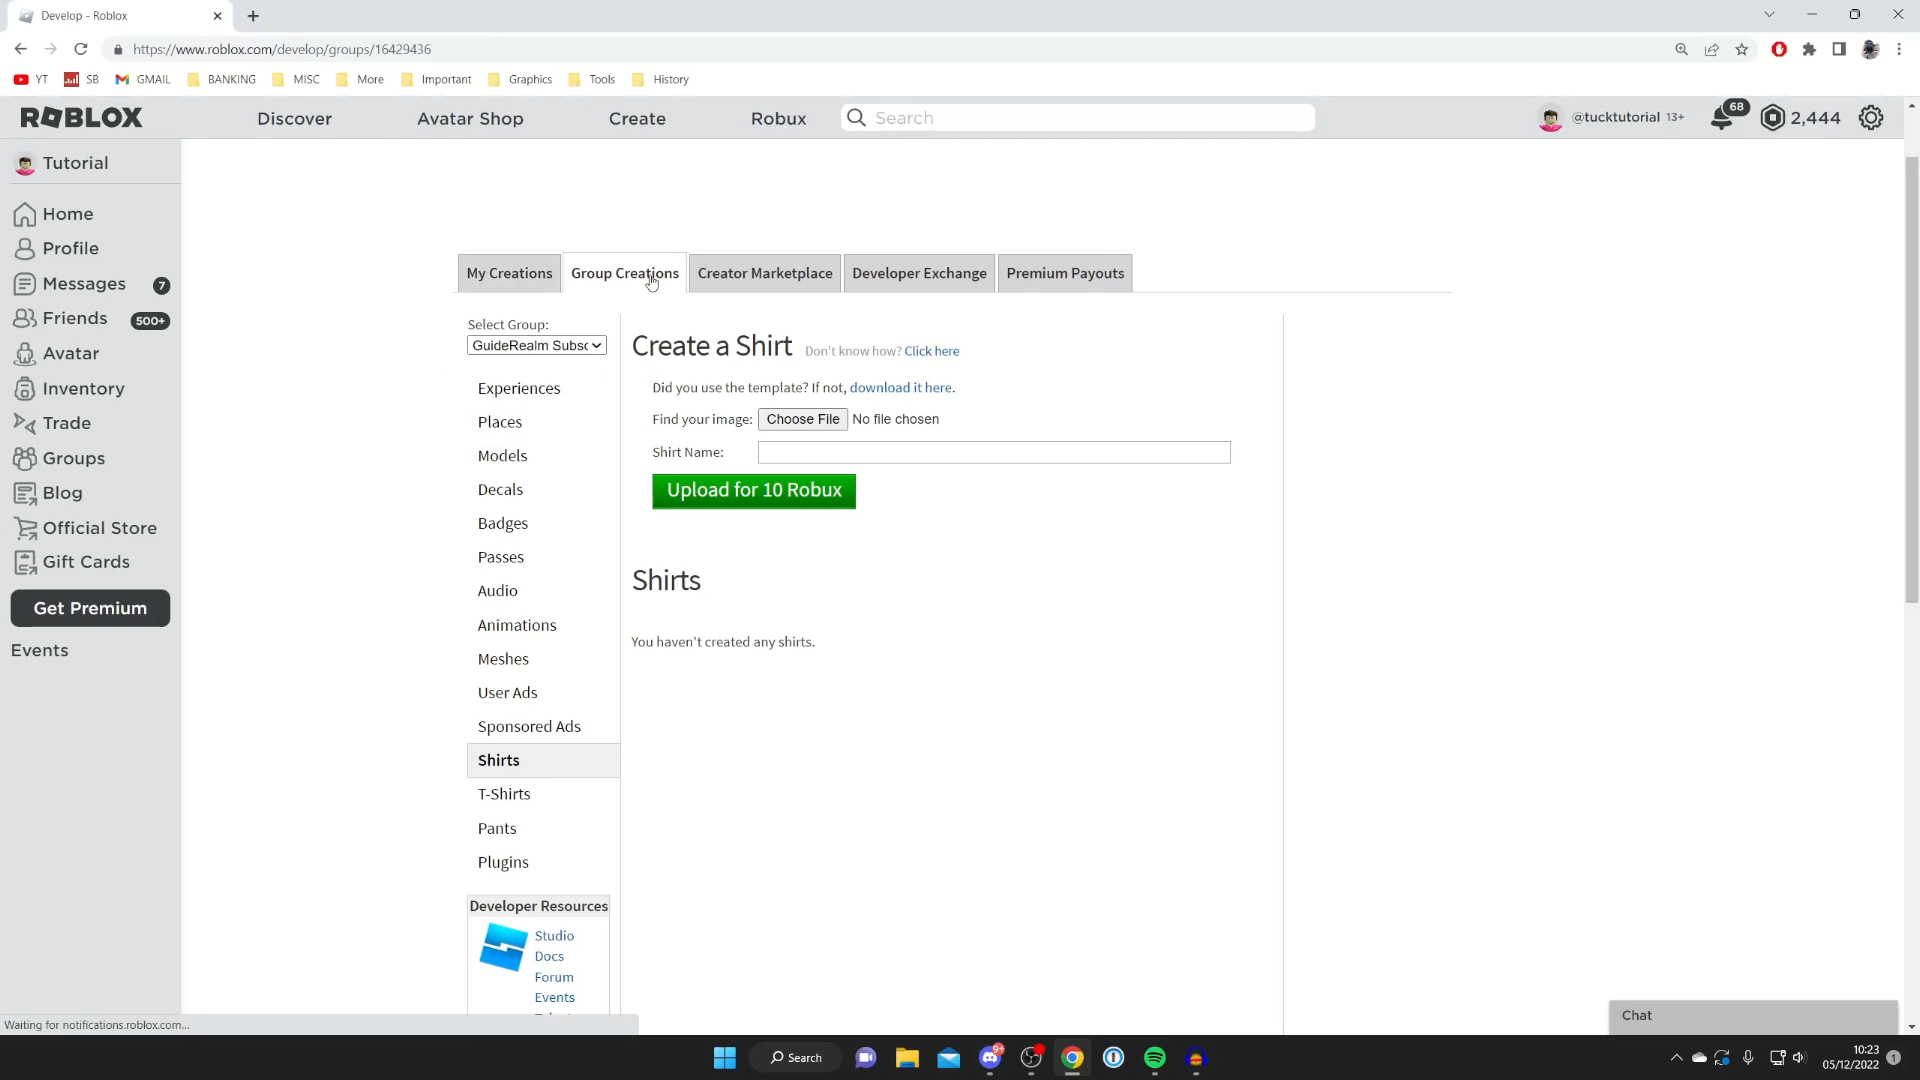 Develop - Roblox
https://www.roblox.com/develop/groups/16429436
YT
SB
GMAIL
BANKING
MISC
More
Important
Graphics
Tools
History
ROBLOX
Discover
Avatar Shop
Create
Robux
Search
@tucktutorial 13+
68
2,444
Tutorial
Home
Profile
Messages 7
Friends 500+
Avatar
Inventory
Trade
Groups
Blog
Official Store
Gift Cards
Get Premium
Events
My Creations
Group Creations
Creator Marketplace
Developer Exchange
Premium Payouts
Select Group:
GuideRealm Subsc
Experiences
Places
Models
Decals
Badges
Passes
Audio
Animations
Meshes
User Ads
Sponsored Ads
Shirts
T-Shirts
Pants
Plugins
Developer Resources
Studio
Docs
Forum
Events
Create a Shirt Don't know how? Click here
Did you use the template? If not, download it here.
Find your image: Choose File No file chosen
Shirt Name:
Upload for 10 Robux
Shirts
You haven't created any shirts.
Chat
Waiting for notifications.roblox.com...
Search
9+
10:23
05/12/2022
1